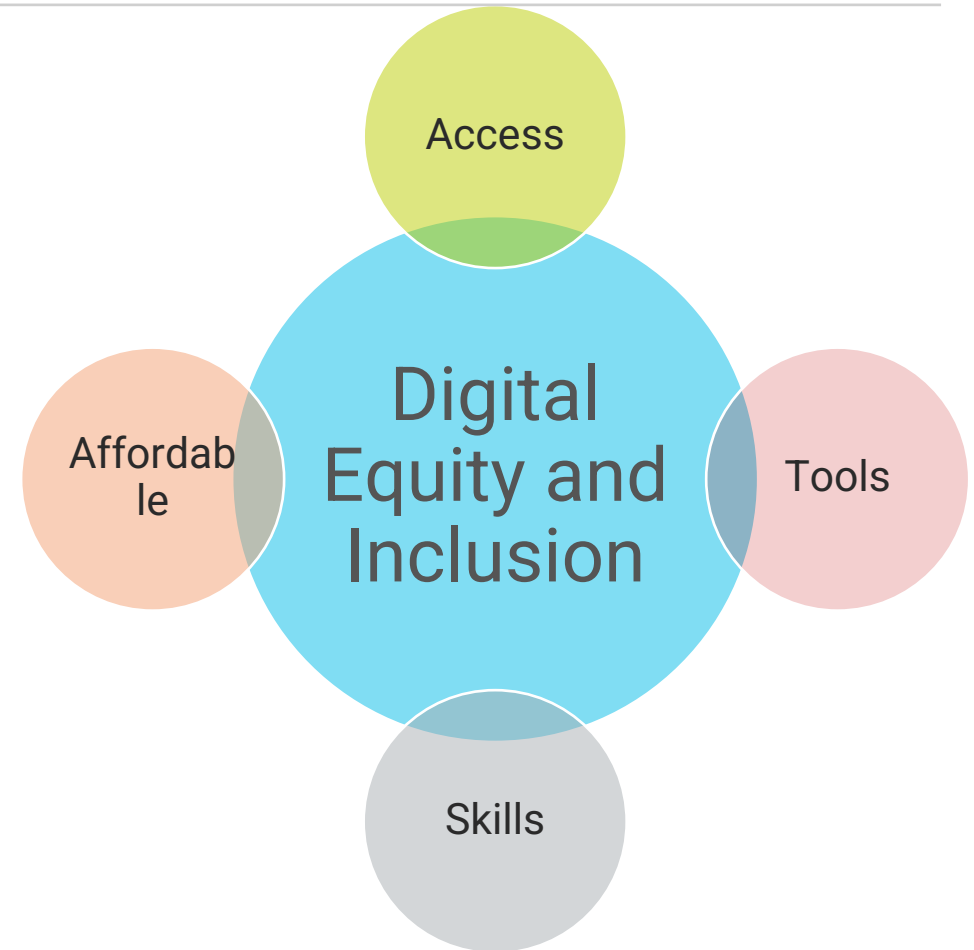 Access
Digital
Equity and
Inclusion
Affordab
le
Tools
Skills